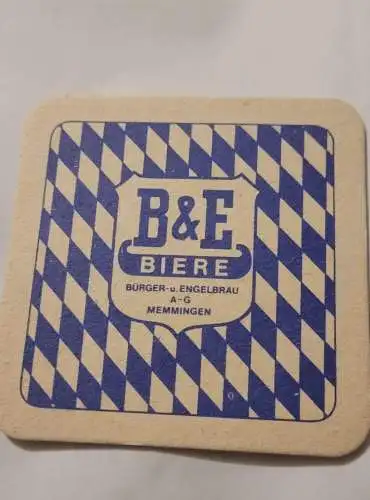 B&E
BIERE
BÜRGER-u. ENGELBRÄU
A-G
MEMMINGEN